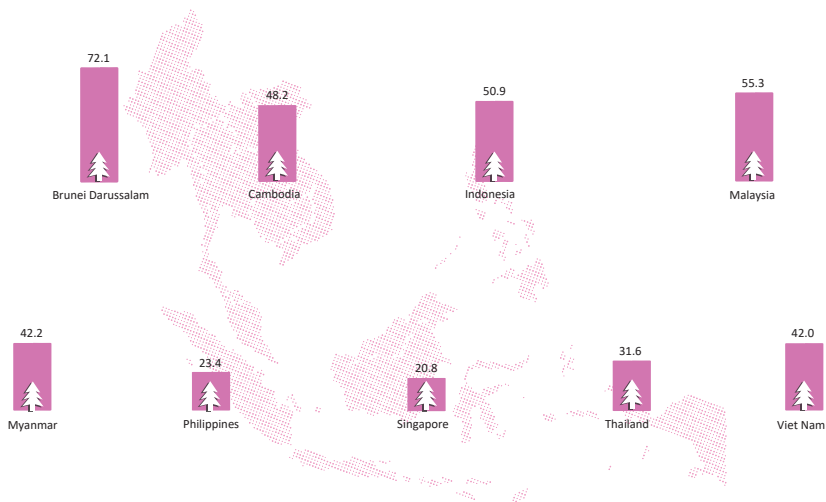 72.1
48.2
50.9
55.3
Brunei Darussalam
Cambodia
Indonesia
Malaysia
42.2
23.4
20.8
31.6
42.0
Myanmar
Philippines
Singapore
Thailand
Viet Nam